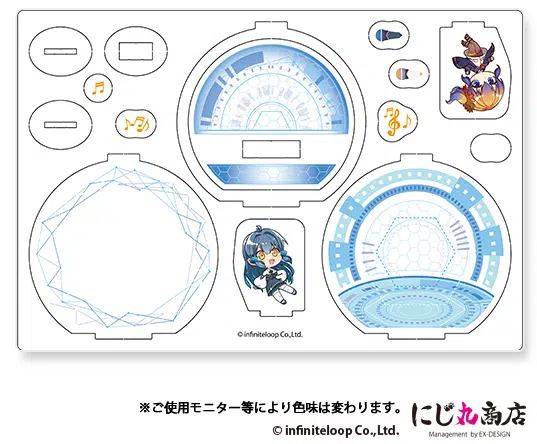 © infiniteloop Co.,Ltd.
※ご使用モニター等により色味は変わります。
© infiniteloop Co.,Ltd.
にじ丸商店
Management by EX-DESIGN